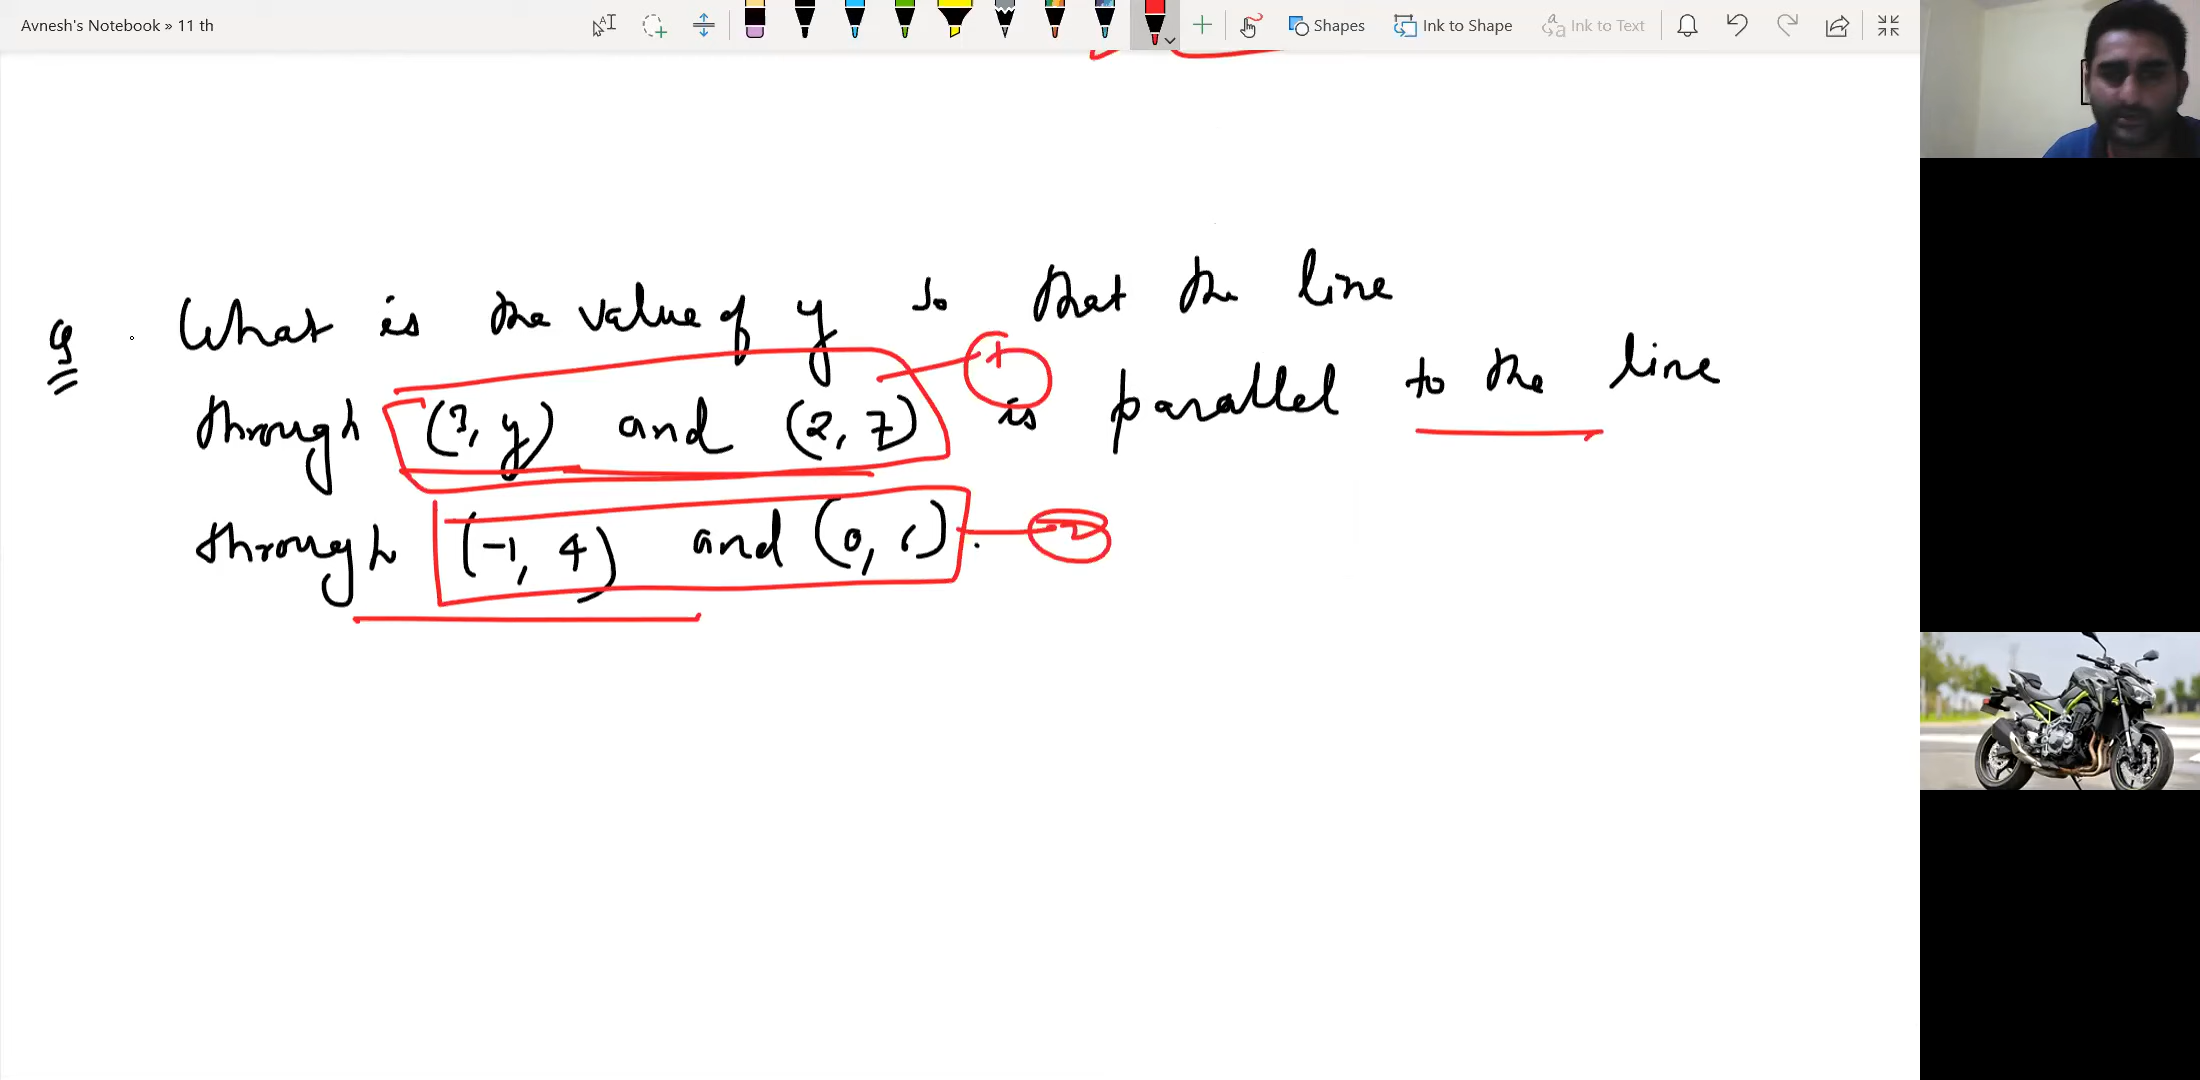 Avnesh's Notebook » 11 th
Shapes
Ink to Shape
Ink to Text
Q. What is the value of y so that the line
through (3, y) and (2, 7) is parallel to the line
through (-1, 4) and (0, 6).